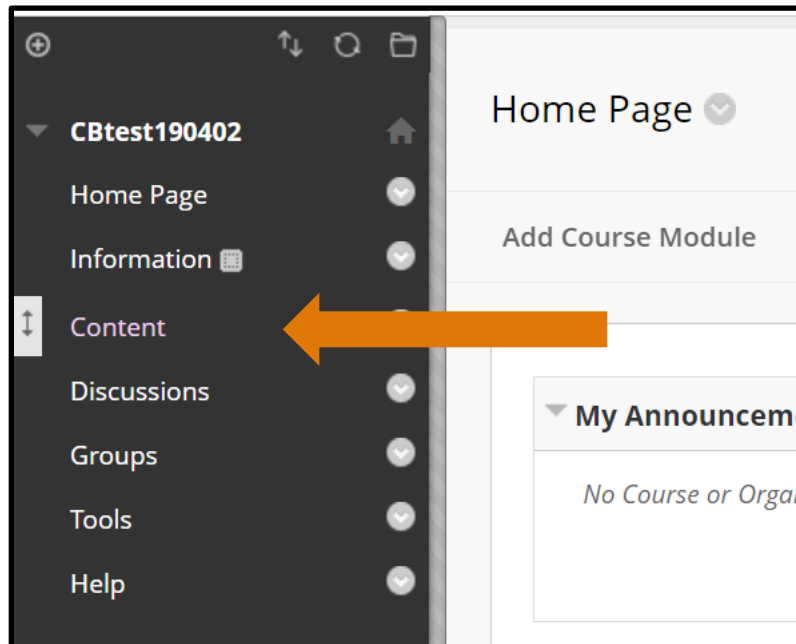 CBtest190402
Home Page
Information
Content
Discussions
Groups
Tools
Help
Home Page
Add Course Module
My Announcem
No Course or Orga